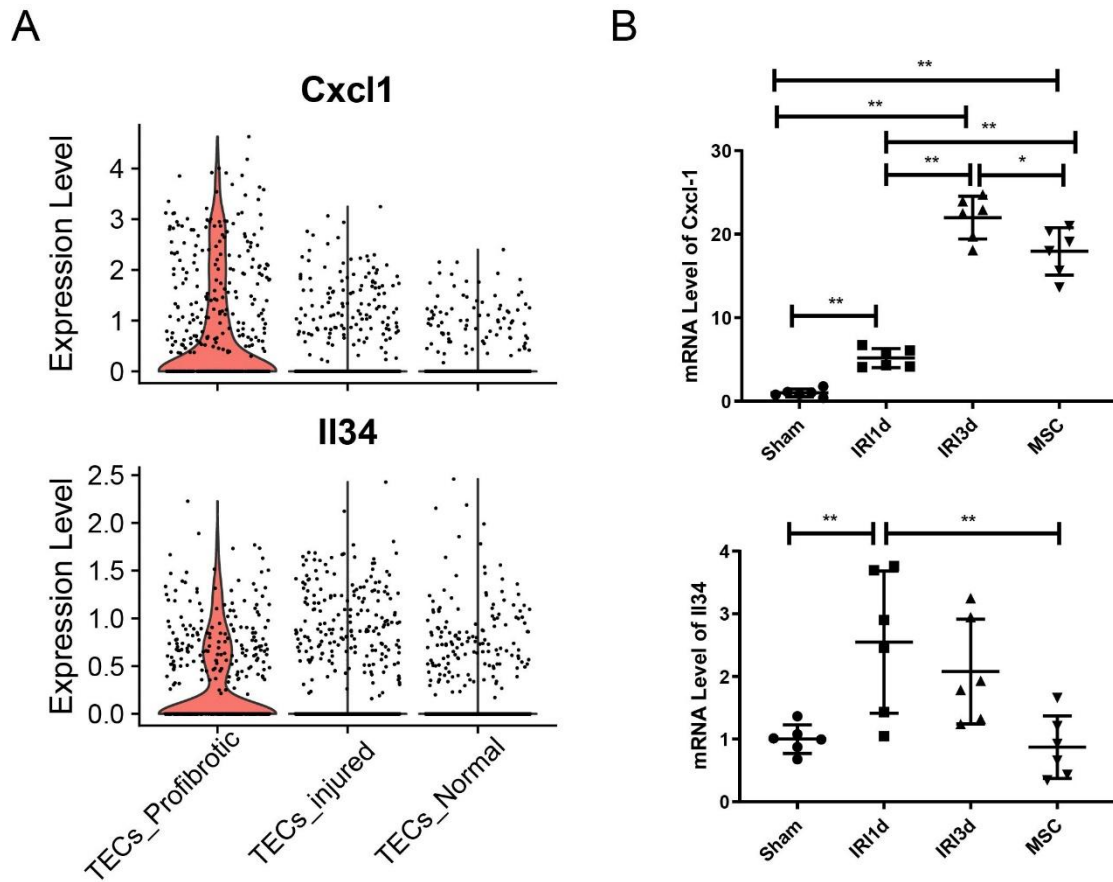 A
Cxcl1
Expression Level
4
3
2
1
0
Il34
Expression Level
2.5
2.0
1.5
1.0
0.5
0.0
TECs_Profibrotic
TECs_injured
TECs_Normal
B
**
**
**
**
*
**
mRNA Level of Cxcl-1
30
20
10
0
Sham
IRI1d
IRI3d
MSC
**
**
mRNA Level of Il34
4
3
2
1
0
Sham
IRI1d
IRI3d
MSC